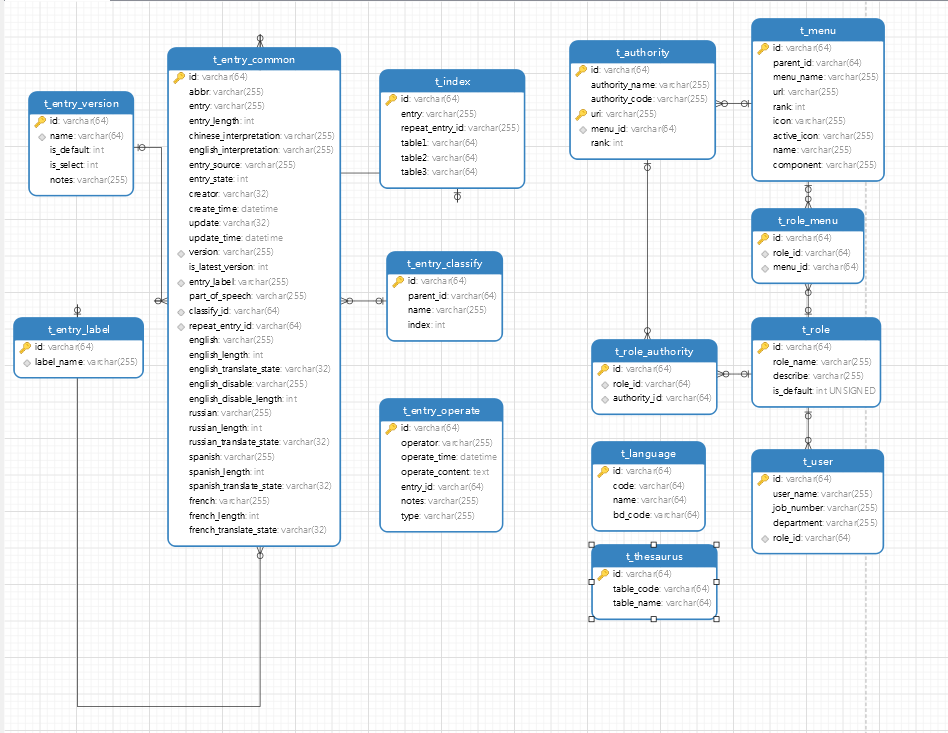 t_entry_version
id: varchar(64)
name: varchar(64)
is_default: int
is_select: int
notes: varchar(255)
t_entry_label
id: varchar(64)
label_name: varchar(255)
t_entry_common
id: varchar(64)
abbr: varchar(255)
entry: varchar(255)
entry_length: int
chinese_interpretation: varchar(255)
english_interpretation: varchar(255)
entry_source: varchar(255)
entry_state: int
creator: varchar(32)
create_time: datetime
update: varchar(32)
update_time: datetime
version: varchar(255)
is_latest_version: int
entry_label: varchar(255)
part_of_speech: varchar(255)
classify_id: varchar(64)
repeat_entry_id: varchar(64)
english: varchar(255)
english_length: int
english_translate_state: varchar(32)
english_disable: varchar(255)
english_disable_length: int
russian: varchar(255)
russian_length: int
russian_translate_state: varchar(32)
spanish: varchar(255)
spanish_length: int
spanish_translate_state: varchar(32)
french: varchar(255)
french_length: int
french_translate_state: varchar(32)
t_index
id: varchar(64)
entry: varchar(255)
repeat_entry_id: varchar(255)
table1: varchar(64)
table2: varchar(64)
table3: varchar(64)
t_entry_classify
id: varchar(64)
parent_id: varchar(64)
name: varchar(255)
index: int
t_entry_operate
id: varchar(64)
operator: varchar(255)
operate_time: datetime
operate_content: text
entry_id: varchar(64)
notes: varchar(255)
type: varchar(255)
t_authority
id: varchar(64)
authority_name: varchar(255)
authority_code: varchar(255)
uri: varchar(255)
menu_id: varchar(64)
rank: int
t_role_authority
id: varchar(64)
role_id: varchar(64)
authority_id: varchar(64)
t_language
id: varchar(64)
code: varchar(64)
name: varchar(64)
bd_code: varchar(64)
t_thesaurus
id: varchar(64)
table_code: varchar(64)
table_name: varchar(64)
t_menu
id: varchar(64)
parent_id: varchar(64)
menu_name: varchar(255)
url: varchar(255)
rank: int
icon: varchar(255)
active_icon: varchar(255)
name: varchar(255)
component: varchar(255)
t_role_menu
id: varchar(64)
role_id: varchar(64)
menu_id: varchar(64)
t_role
id: varchar(64)
role_name: varchar(255)
describe: varchar(255)
is_default: int UNSIGNED
t_user
id: varchar(64)
user_name: varchar(255)
job_number: varchar(255)
department: varchar(255)
role_id: varchar(64)